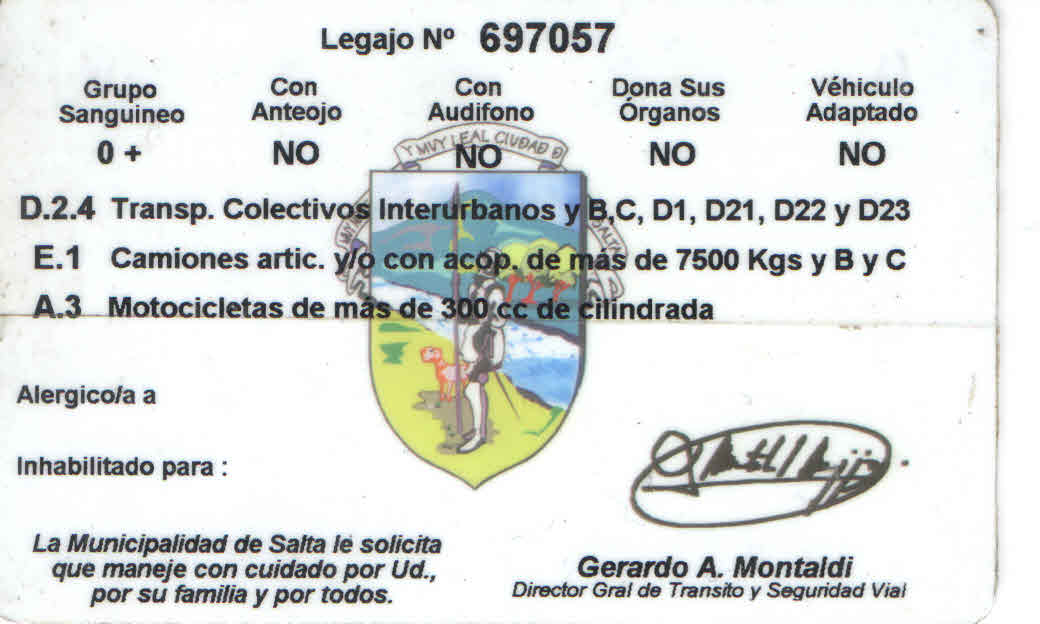 Legajo Nº 697057
Grupo Sanguineo
Con Anteojo
Con Audifono
Dona Sus Órganos
Véhiculo Adaptado
0 +
NO
NO
NO
NO
Y MUY LEAL CIUDAD D
SALTA
D.2.4 Transp. Colectivos Interurbanos y B,C, D1, D21, D22 y D23
E.1 Camiones artic. y/o con acop. de más de 7500 Kgs y B y C
A.3 Motocicletas de más de 300 cc de cilindrada
Alergico/a a
Inhabilitado para :
La Municipalidad de Salta le solicita
que maneje con cuidado por Ud.,
por su familia y por todos.
Gerardo A. Montaldi
Director Gral de Transito y Seguridad Vial